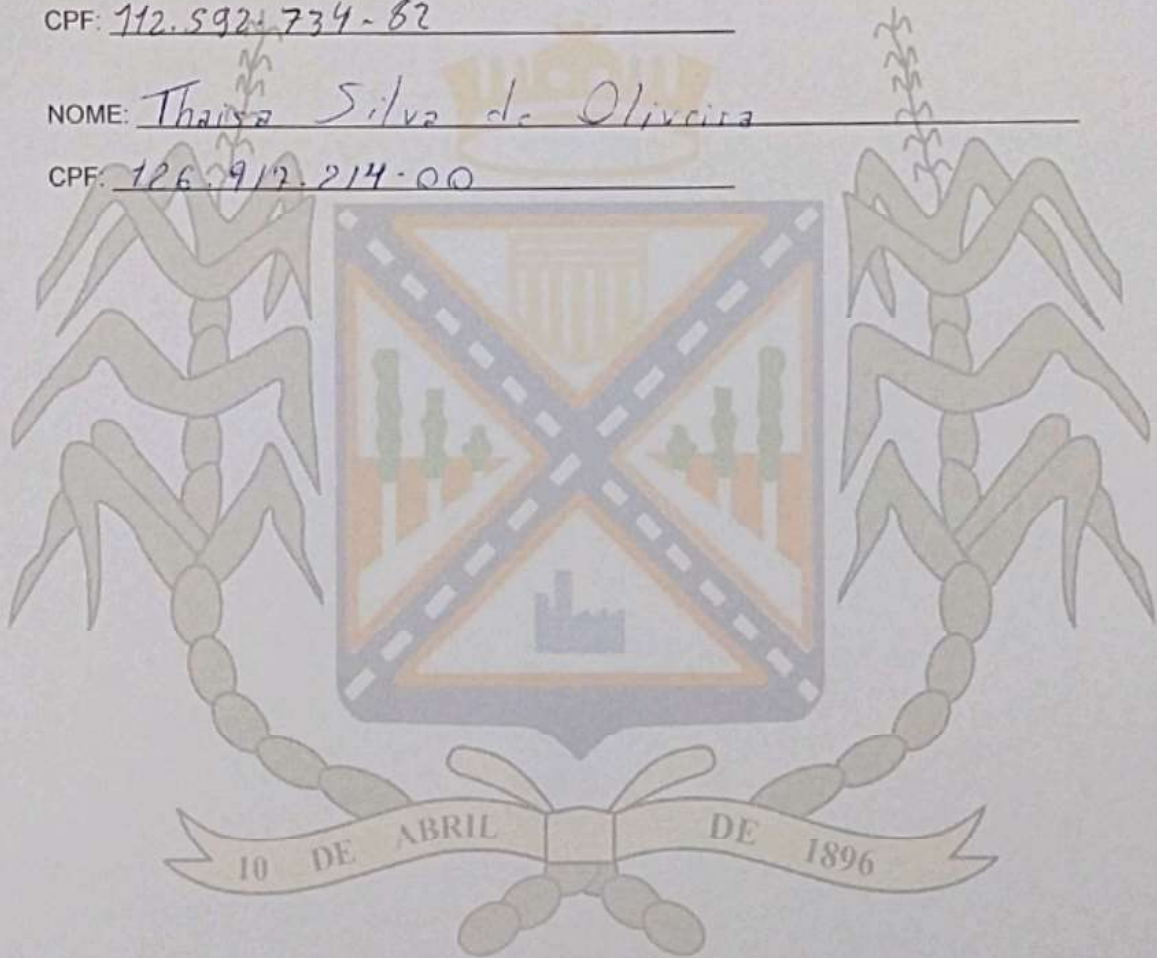 CPF: 112.592.734-82
NOME: Thaisa Silva de Oliveira
CPF: 126.917.214-00
10 DE ABRIL DE 1896